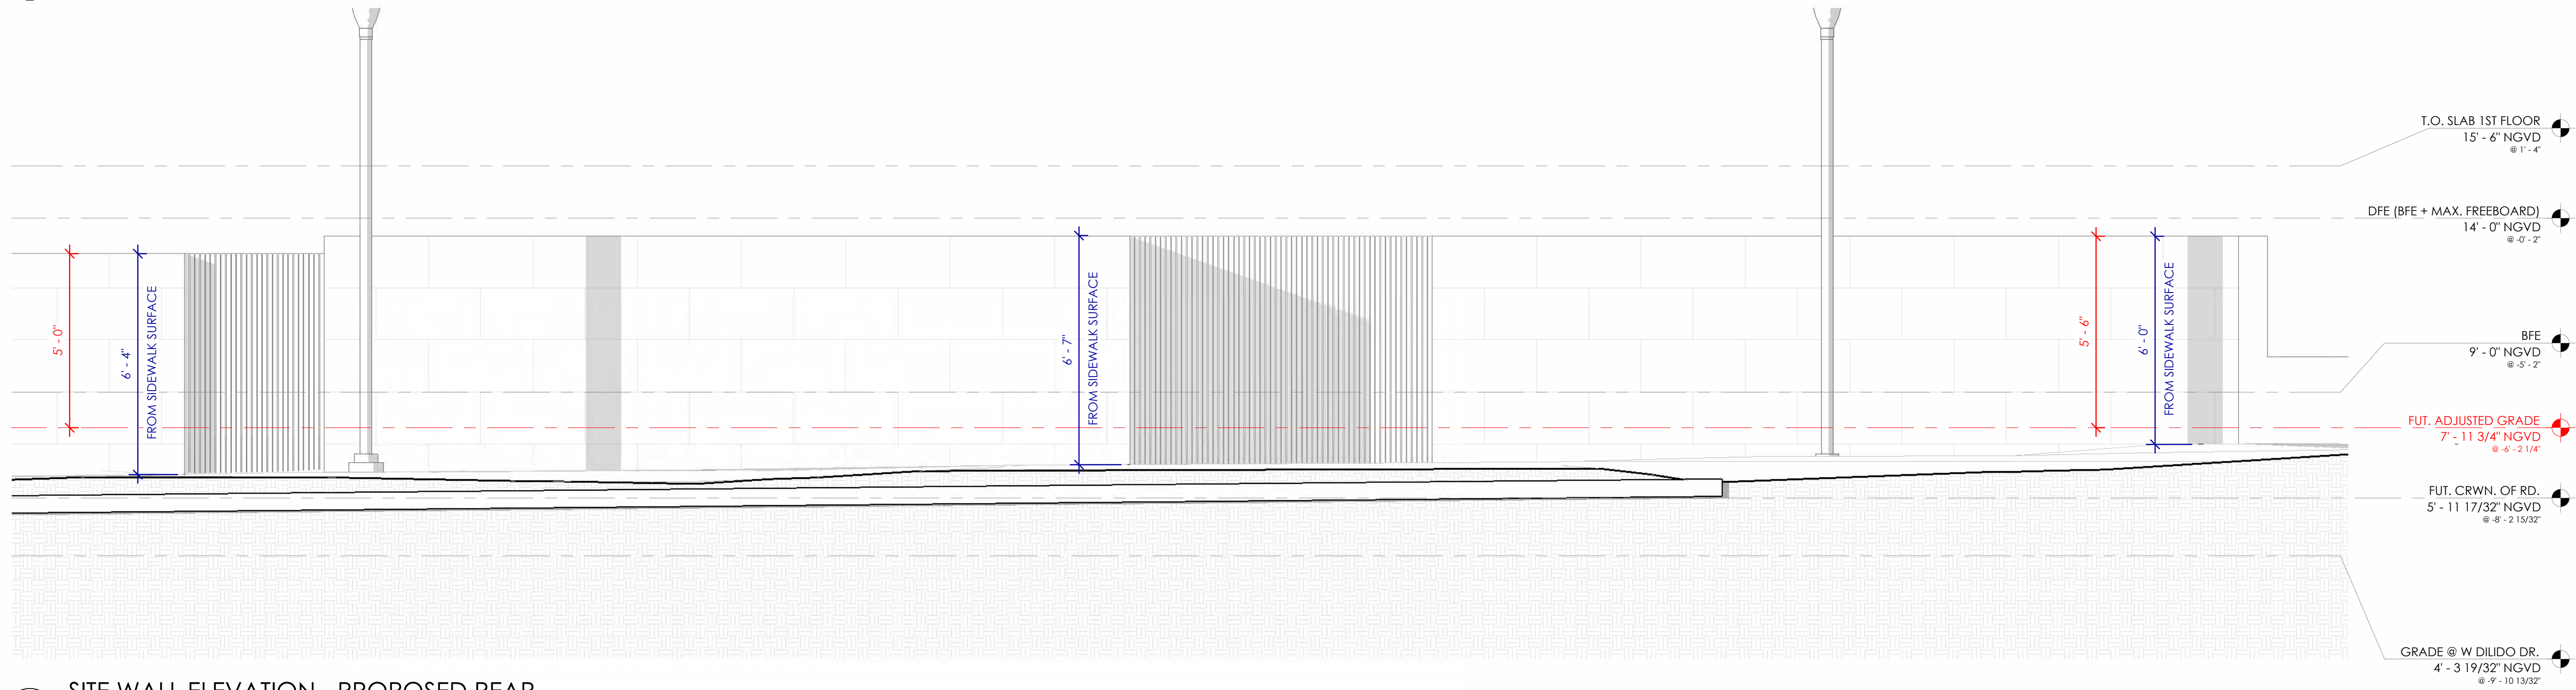 T.O. SLAB 1ST FLOOR
15' - 6" NGVD
@ 1' - 4"
DFE (BFE + MAX. FREEBOARD)
14' - 0" NGVD
@ -0' - 2"
5' - 0"
6' - 4"
FROM SIDEWALK SURFACE
6' - 7"
FROM SIDEWALK SURFACE
5' - 6"
6' - 0"
FROM SIDEWALK SURFACE
BFE
9' - 0" NGVD
@ -5' - 2"
FUT. ADJUSTED GRADE
7' - 11 3/4" NGVD
@ -6' - 2 1/4"
FUT. CRWN. OF RD.
5' - 11 17/32" NGVD
@ -8' - 2 15/32"
GRADE @ W DILIDO DR.
4' - 3 19/32" NGVD
@ -9' - 10 13/32"
SITE WALL ELEVATION - PROPOSED REAR